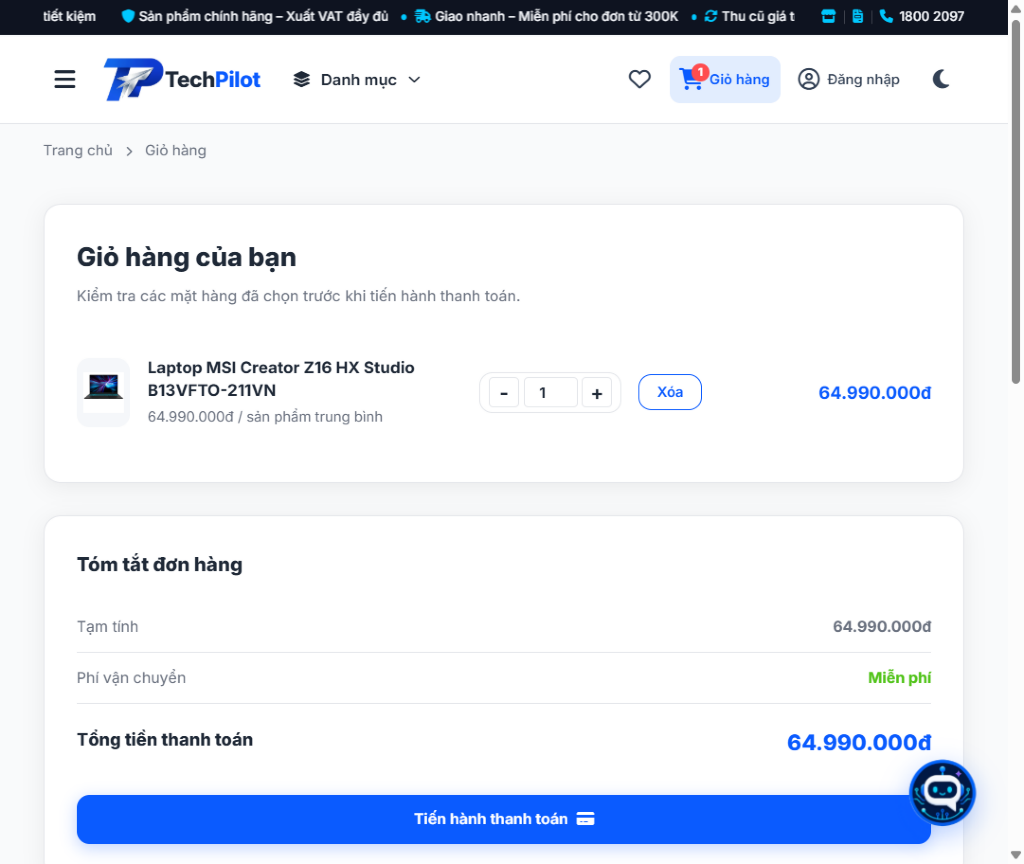 tiết kiệm • Sản phẩm chính hãng – Xuất VAT đầy đủ • Giao nhanh – Miễn phí cho đơn từ 300K • Thu cũ giá t 1800 2097
TP TechPilot Danh mục 1 Giỏ hàng Đăng nhập
Trang chủ > Giỏ hàng
Giỏ hàng của bạn
Kiểm tra các mặt hàng đã chọn trước khi tiến hành thanh toán.
Laptop MSI Creator Z16 HX Studio
B13VFTO-211VN
64.990.000đ / sản phẩm trung bình
- 1 + Xóa 64.990.000đ
Tóm tắt đơn hàng
Tạm tính 64.990.000đ
Phí vận chuyển Miễn phí
Tổng tiền thanh toán 64.990.000đ
Tiến hành thanh toán